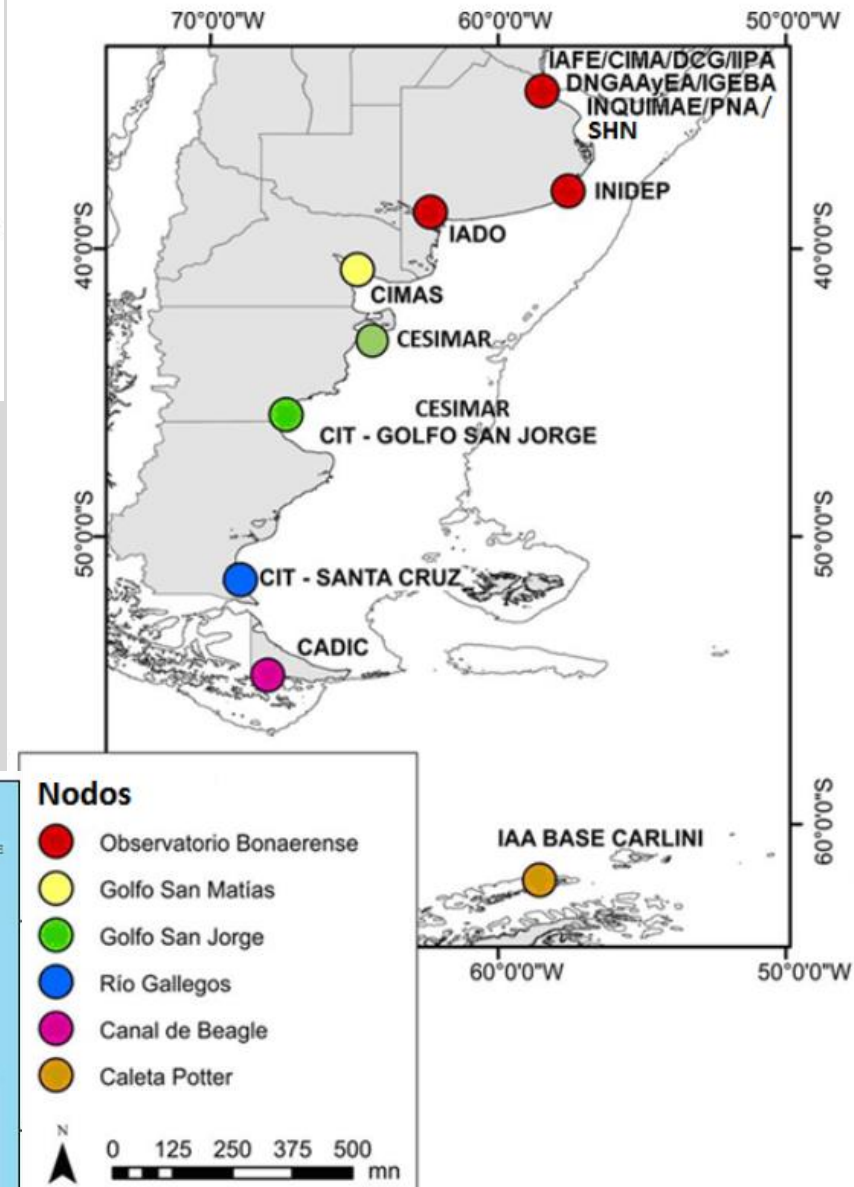 70°0'0"W
60°0'0"W
50°0'0"W
IAFE/CIMA/DCG/IIPA
DNGAAyEA/IGEBA
INQUIMAE/PNA/
SHN
INIDEP
IADO
40°0'0"S
40°0'0"S
CIMAS
CESIMAR
CESIMAR
CIT - GOLFO SAN JORGE
50°0'0"S
50°0'0"S
CIT - SANTA CRUZ
CADIC
IAA BASE CARLINI
60°0'0"S
60°0'0"W
50°0'0"W
Nodos
E
Observatorio Bonaerense
Golfo San Matías
Golfo San Jorge
Río Gallegos
Canal de Beagle
Caleta Potter
N
0 125 250 375 500
mn